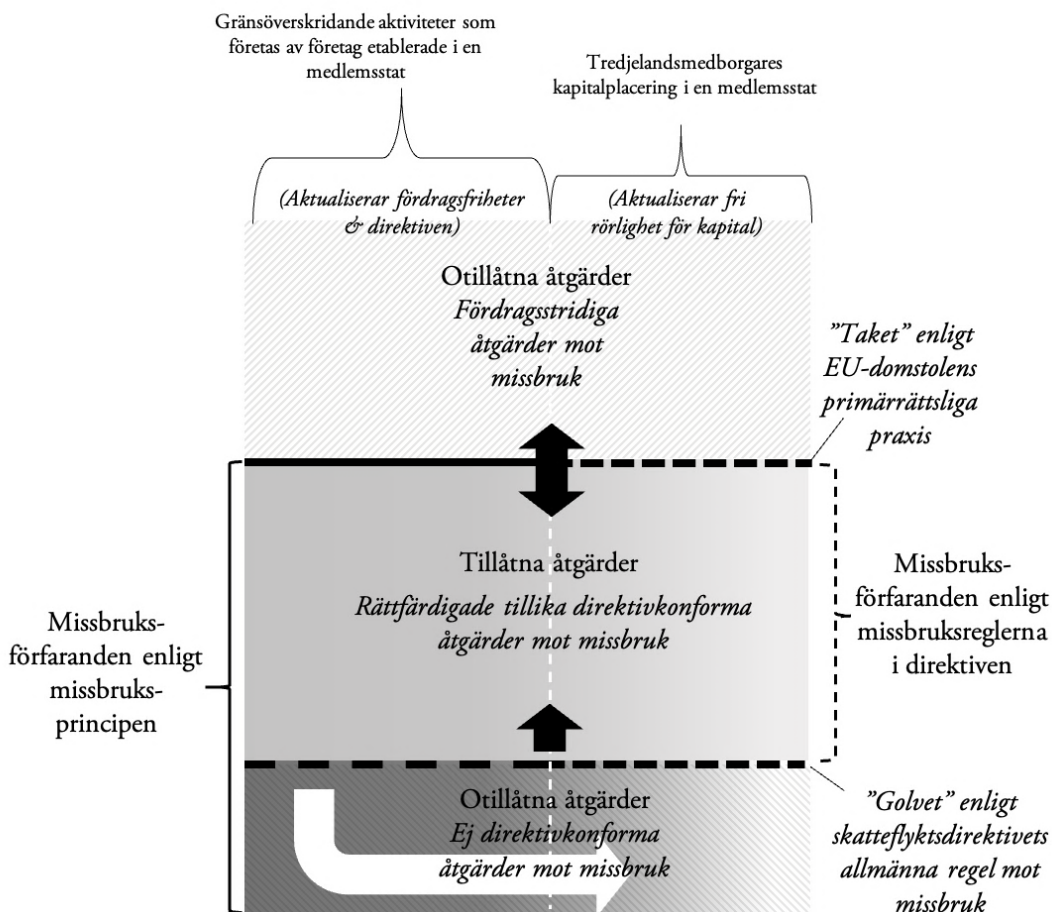 Gränsöverskridande aktiviteter som
företas av företag etablerade i en
medlemsstat
Tredjelandsmedborgares
kapitalplacering i en medlemsstat
(Aktualiserar fördragsfriheter
& direktiven)
(Aktualiserar fri
rörlighet för kapital)
Otillåtna åtgärder
Fördragsstridiga
åtgärder mot
missbruk
”Taket” enligt
EU-domstolens
primärrättsliga
praxis
Tillåtna åtgärder
Rättfärdigade tillika direktivkonforma
åtgärder mot missbruk
Missbruks-
förfaranden enligt
missbruksreglerna
i direktiven
Missbruks-
förfaranden enligt
missbruks-
principen
Otillåtna åtgärder
Ej direktivkonforma
åtgärder mot missbruk
”Golvet” enligt
skatteflyktsdirektivets
allmänna regel mot
missbruk